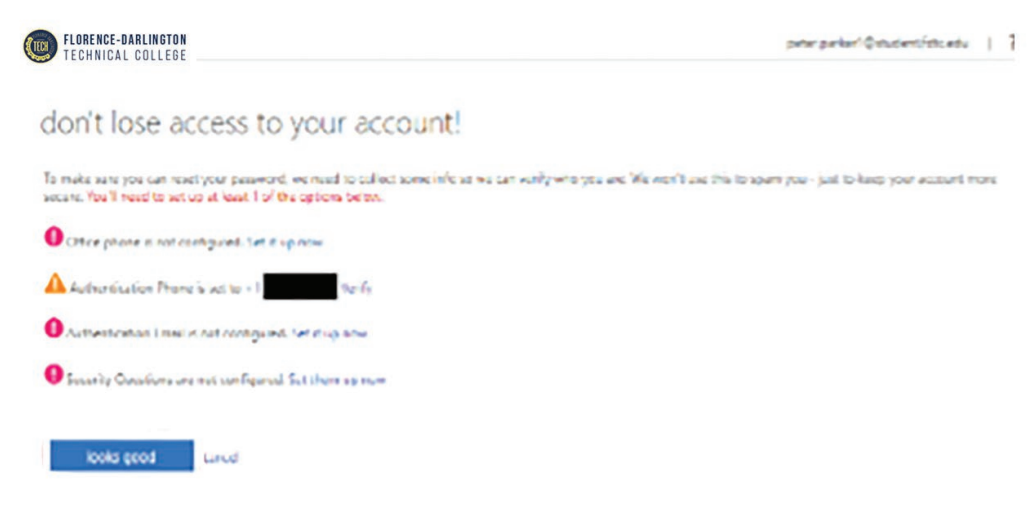 FLORENCE-DARLINGTON
TECHNICAL COLLEGE
|
don't lose access to your account!
To make sure you can reset your password, we need to collect some info so we can verify who you are. We won't use this to spam you - just to keep your account more
secure. You'll need to set up at least 1 of the options below.
Office phone is not configured. Set it up now
Authentication Phone is set to +1 Verify
Authentication Email is not configured. Set it up now
Security Questions are not configured. Set them up now
looks good cancel